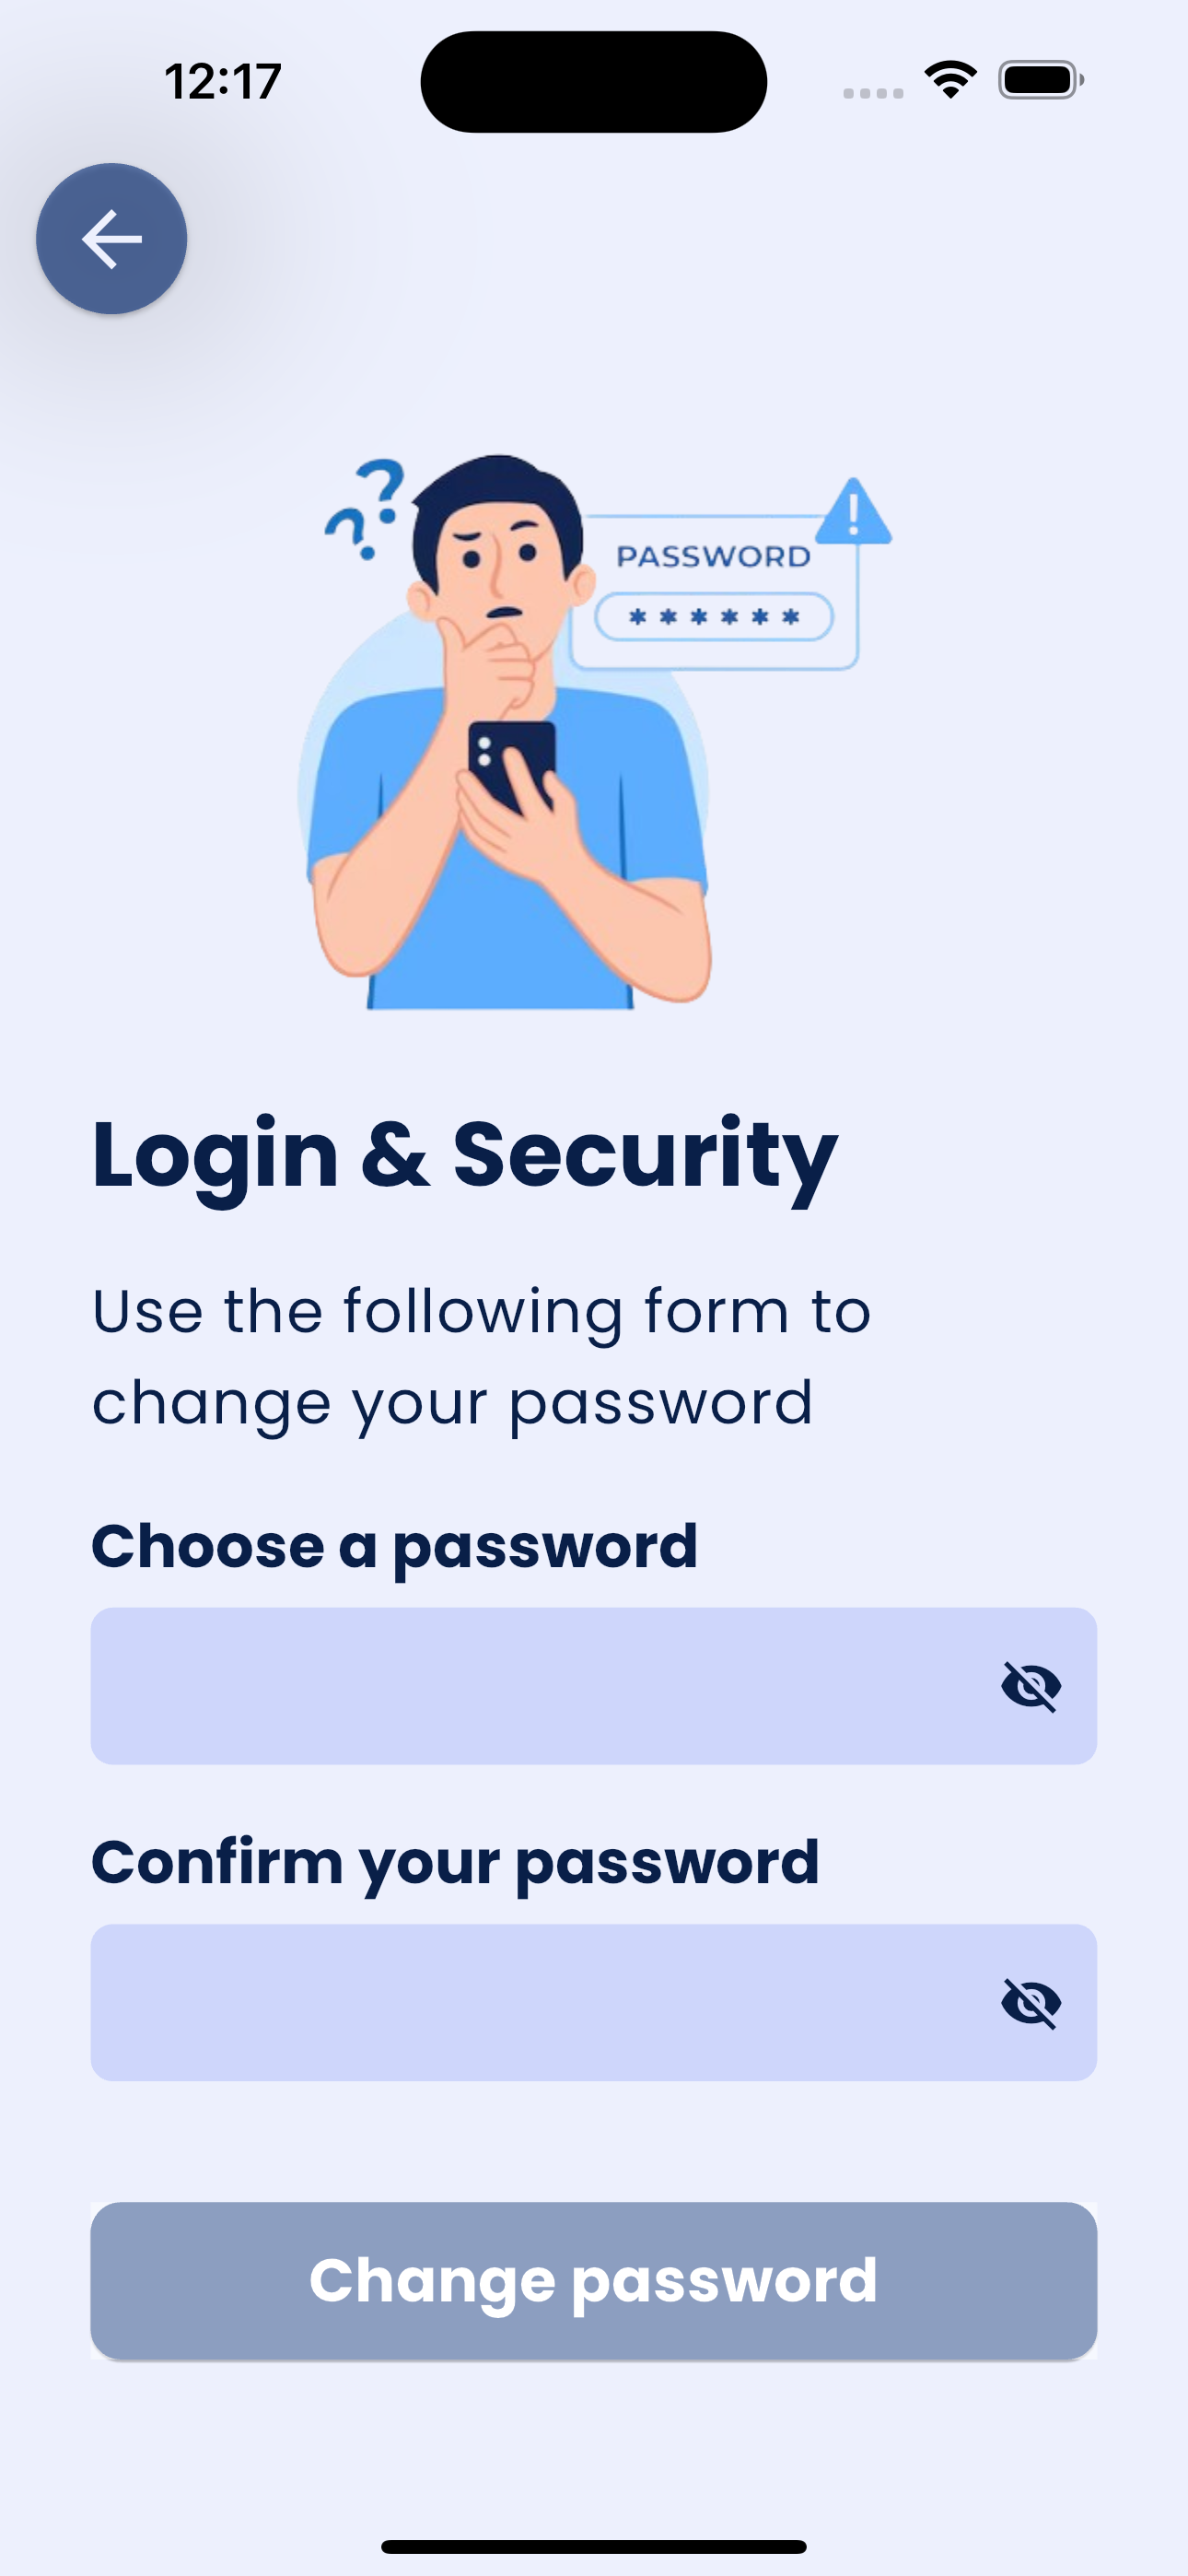 12:17
? ?
PASSWORD
******
!
Login & Security
Use the following form to
change your password
Choose a password
Confirm your password
Change password